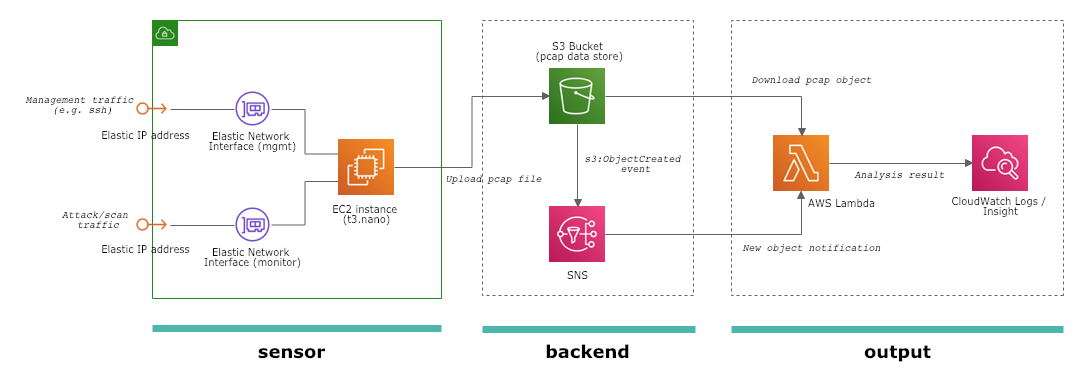 Management traffic
(e.g. ssh)
Elastic IP address
Elastic Network
Interface (mgmt)
Attack/scan
traffic
Elastic IP address
Elastic Network
Interface (monitor)
EC2 instance
(t3.nano)
Upload pcap file
S3 Bucket
(pcap data store)
s3:ObjectCreated
event
SNS
Download pcap object
AWS Lambda
New object notification
Analysis result
CloudWatch Logs /
Insight
sensor
backend
output